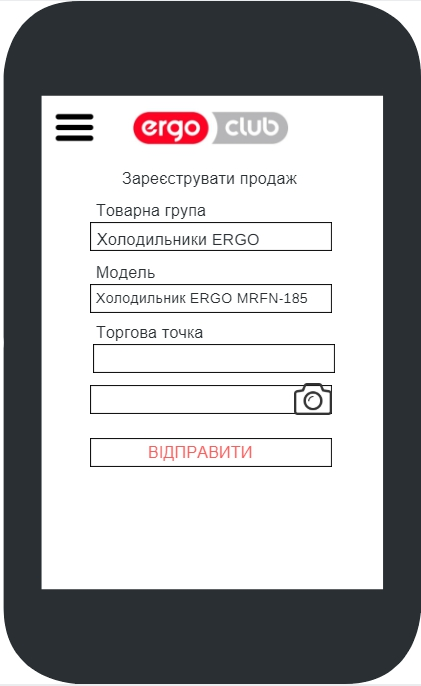 ergo club
Зареєструвати продаж
Товарна група
Холодильники ERGO
Модель
Холодильник ERGO MRFN-185
Торгова точка
ВІДПРАВИТИ